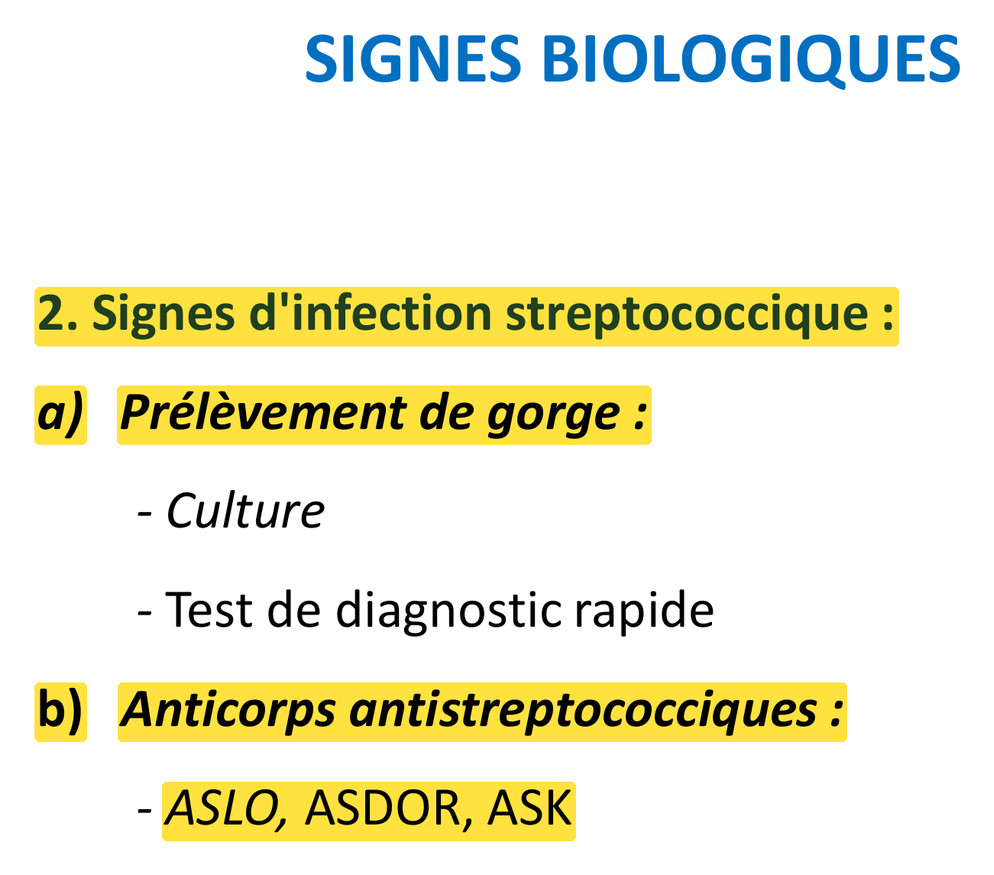 SIGNES BIOLOGIQUES
2. Signes d'infection streptococcique :
a) Prélèvement de gorge :
- Culture
- Test de diagnostic rapide
b) Anticorps antistreptococciques :
- ASLO, ASDOR, ASK